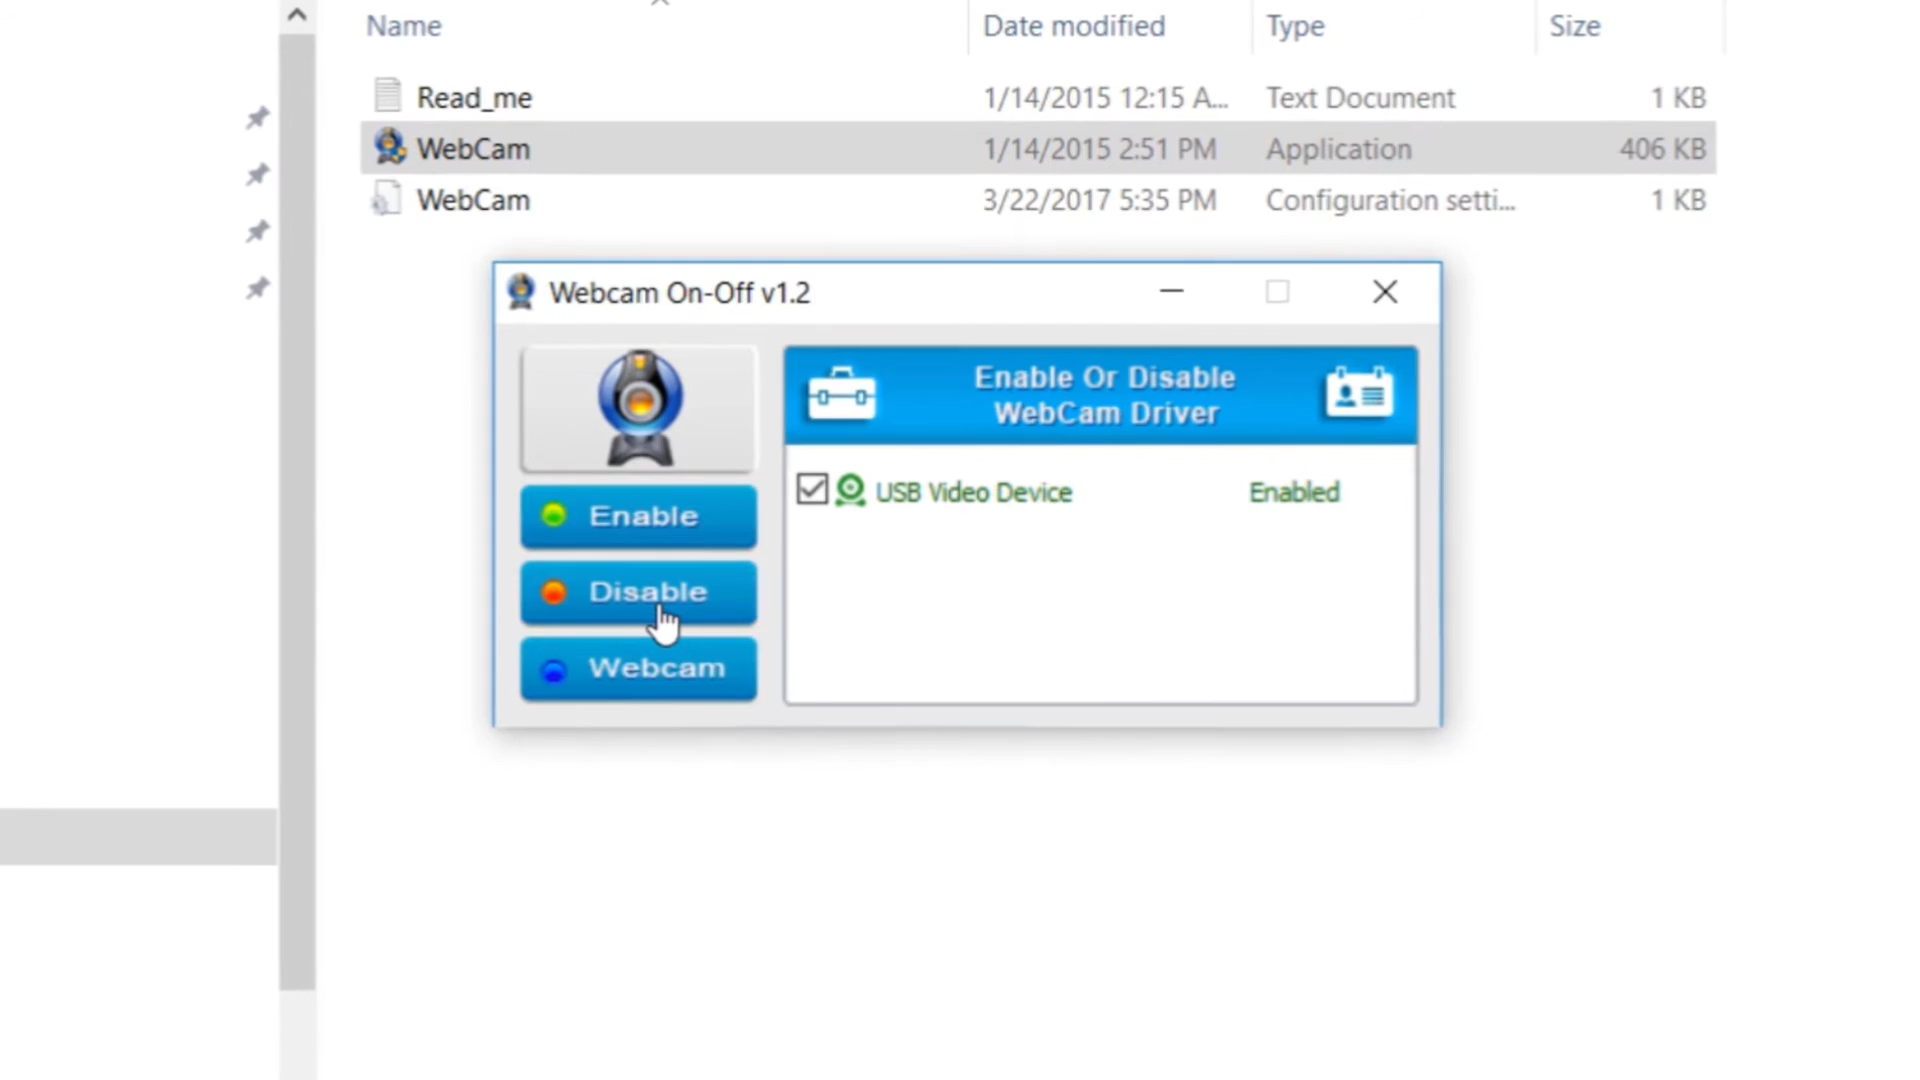 Name Date modified Type Size
Read_me 1/14/2015 12:15 A... Text Document 1 KB
WebCam 1/14/2015 2:51 PM Application 406 KB
WebCam 3/22/2017 5:35 PM Configuration setti... 1 KB
Webcam On-Off v1.2
Enable Or Disable
WebCam Driver
USB Video Device Enabled
Enable
Disable
Webcam